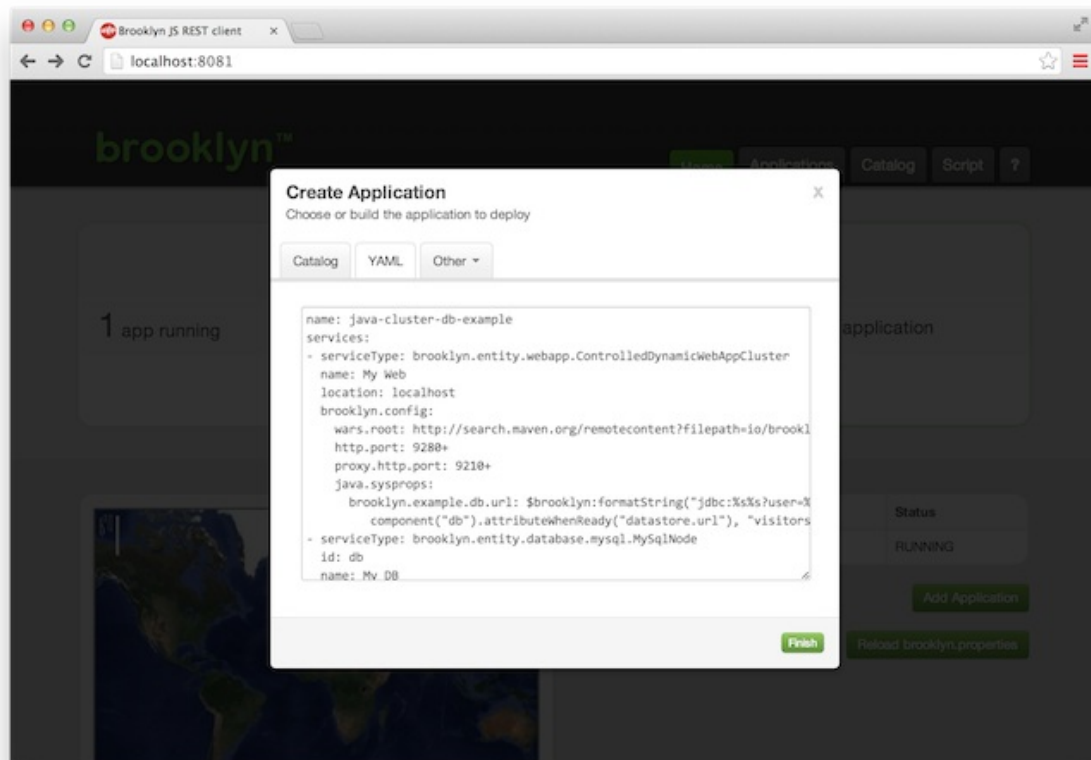 Brooklyn JS REST client
localhost:8081
brooklyn™
Home Applications Catalog Script ?
Create Application
x
Choose or build the application to deploy
Catalog YAML Other
1 app running
application
name: java-cluster-db-example
services:
- serviceType: brooklyn.entity.webapp.ControlledDynamicWebAppCluster
name: My Web
location: localhost
brooklyn.config:
wars.root: http://search.maven.org/remotecontent?filepath=io/brookl
http.port: 9280+
proxy.http.port: 9210+
java.sysprops:
brooklyn.example.db.url: $brooklyn:formatString("jdbc:%s%s?user=%
component("db").attributeWhenReady("datastore.url"), "visitors
- serviceType: brooklyn.entity.database.mysql.MySqlNode
id: db
name: My DB
Status
RUNNING
Add Application
Finish
Reload brooklyn.properties